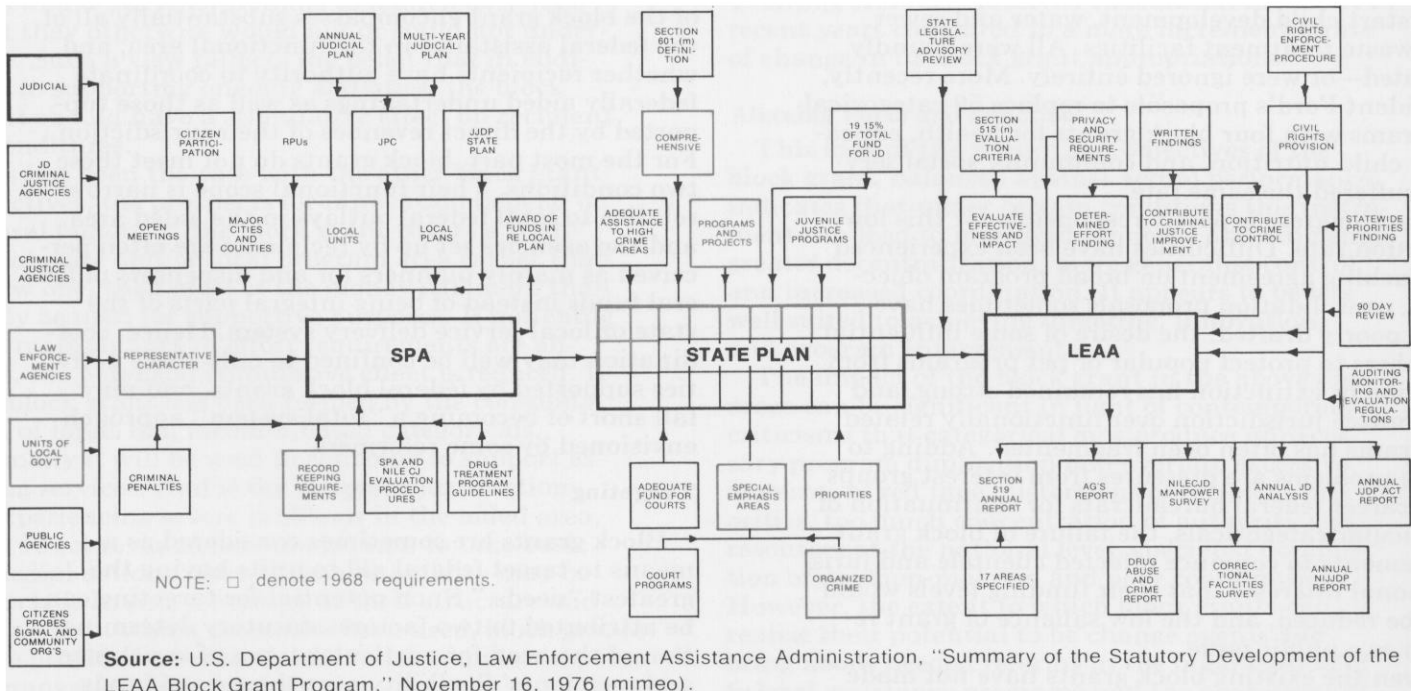 JUDICIAL
JD
CRIMINAL
JUSTICE
AGENCIES
CRIMINAL
JUSTICE
AGENCIES
LAW
ENFORCE-
MENT
AGENCIES
UNITS OF
LOCAL
GOVT
PUBLIC
AGENCIES
CITIZENS
PROBES
SIGNAL ANY
COMMUNITY
ORG'S
ANNUAL
JUDICIAL
PLAN
MULTI-YEAR
JUDICIAL
PLAN
SECTION
601 (m)
DEFINI-
TION
STATE
LEGISLA-
TURE
ADVISORY
REVIEW
CIVIL
RIGHTS
ENFORCE-
MENT
PROCEDURE
CITIZEN
PARTICI-
PATION
RPUs
JPC
JJDP
STATE
PLAN
COMPRE-
HENSIVE
19 15%
OF TOTAL
FUND
FOR JD
SECTION
515 (n)
EVALUA-
TION
CRITERIA
PRIVACY
AND
SECURITY
REQUIRE-
MENTS
WRITTEN
FINDINGS
CIVIL
RIGHTS
PROVISION
OPEN
MEETINGS
MAJOR
CITIES
AND
COUNTIES
LOCAL
UNITS
LOCAL
PLANS
AWARD OF
FUNDS IN
RE LOCAL
PLAN
ADEQUATE
ASSISTANCE
TO HIGH
CRIME
AREAS
PROGRAMS
AND
PROJECTS
JUVENILE
JUSTICE
PROGRAMS
EVALUATE
EFFECTIVE-
NESS AND
IMPACT
DETER-
MINED
EFFORT
FINDING
CONTRIBUTE
TO CRIMINAL
JUSTICE
IMPROVE-
MENT
CONTRIBUTE
TO CRIME
CONTROL
STATEWIDE
PRIORITIES
FINDING
90 DAY
REVIEW
REPRESENTATIVE
CHARACTER
SPA
STATE PLAN
LEAA
AUDITING
MONITOR-
ING AND
EVALUATION
REGULA-
TIONS
CRIMINAL
PENALTIES
RECORD
KEEPING
REQUIRE-
MENTS
SPA AND
NILE CJ
EVALUATION
PROCED-
URES
DRUG
TREATMENT
PROGRAM
GUIDELINES
ADEQUATE
FUND FOR
COURTS
SPECIAL
EMPHASIS
AREAS
PRIORITIES
SECTION
519
ANNUAL
REPORT
AG'S
REPORT
NILECJD
MANPOWER
SURVEY
ANNUAL JD
ANALYSIS
ANNUAL
JJDP ACT
REPORT
COURT
PROGRAMS
ORGANIZED
CRIME
17 AREAS
SPECIFIED
DRUG
ABUSE
AND
CRIME
REPORT
CORREC-
TIONAL
FACILITIES
SURVEY
ANNUAL
NIJJDP
REPORT
NOTE: □ denote 1968 requirements.
Source: U.S. Department of Justice, Law Enforcement Assistance Administration, "Summary of the Statutory Development of the
LEAA Block Grant Program," November 16, 1976 (mimeo).